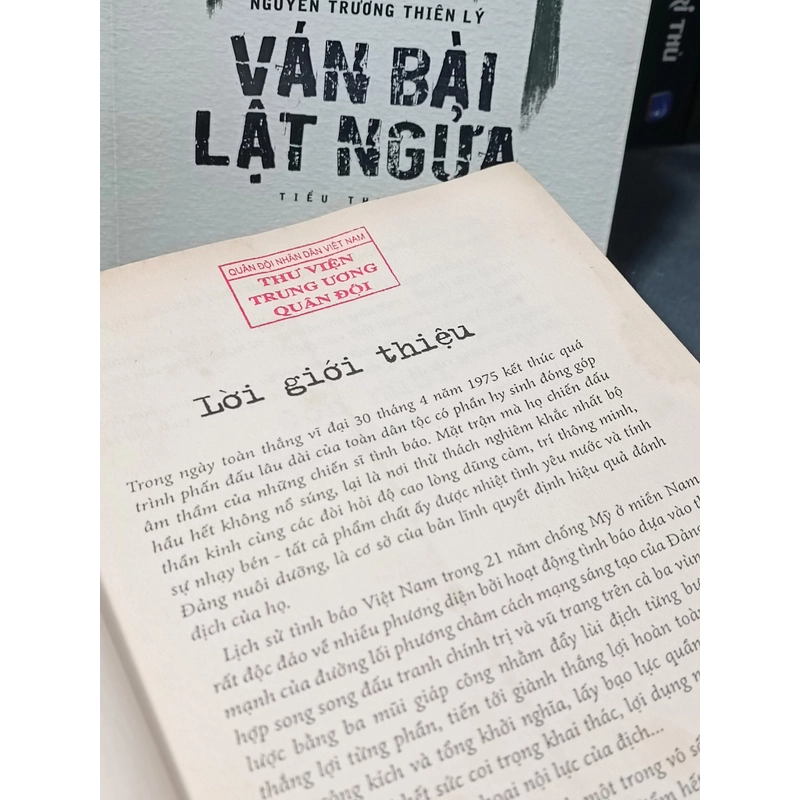 NGUYỄN TRƯƠNG THIÊN LÝ
VÁN BÀI
LẬT NGỬA
TIỂU
QUÂN ĐỘI NHÂN DÂN VIỆT NAM
THƯ VIỆN
TRUNG ƯƠNG
QUÂN ĐỘI
Lời giới thiệu
Trong ngày toàn thắng vĩ đại 30 tháng 4 năm 1975 kết thúc quá
trình phấn đấu lâu dài của toàn dân tộc có phần hy sinh đóng góp
âm thầm của những chiến sĩ tình báo. Mặt trận mà họ chiến đấu
hầu hết không nổ súng, lại là nơi thử thách nghiêm khắc nhất bộ
thần kinh cùng các đòi hỏi độ cao lòng dũng cảm, trí thông minh,
sự nhạy bén - tất cả phẩm chất ấy được nhiệt tình yêu nước và tính
Đảng nuôi dưỡng, là cơ sở của bản lĩnh quyết định hiệu quả đánh
địch của họ.
Lịch sử tình báo Việt Nam trong 21 năm chống Mỹ ở miền Nam
rất độc đáo về nhiều phương diện bởi hoạt động tình báo dựa vào
mạnh của đường lối phương châm cách mạng sáng tạo của Đảng
hợp song song đấu tranh chính trị và vũ trang trên cả ba
lược bằng ba mũi giáp công nhằm đẩy lùi địch từng
thắng lợi từng phần, tiến tới giành thắng lợi hoàn
công kích và tổng khởi nghĩa, lấy bạo lực
hết sức coi trọng khai thác, lợi dụng
nội lực của địch...
một trong vô số